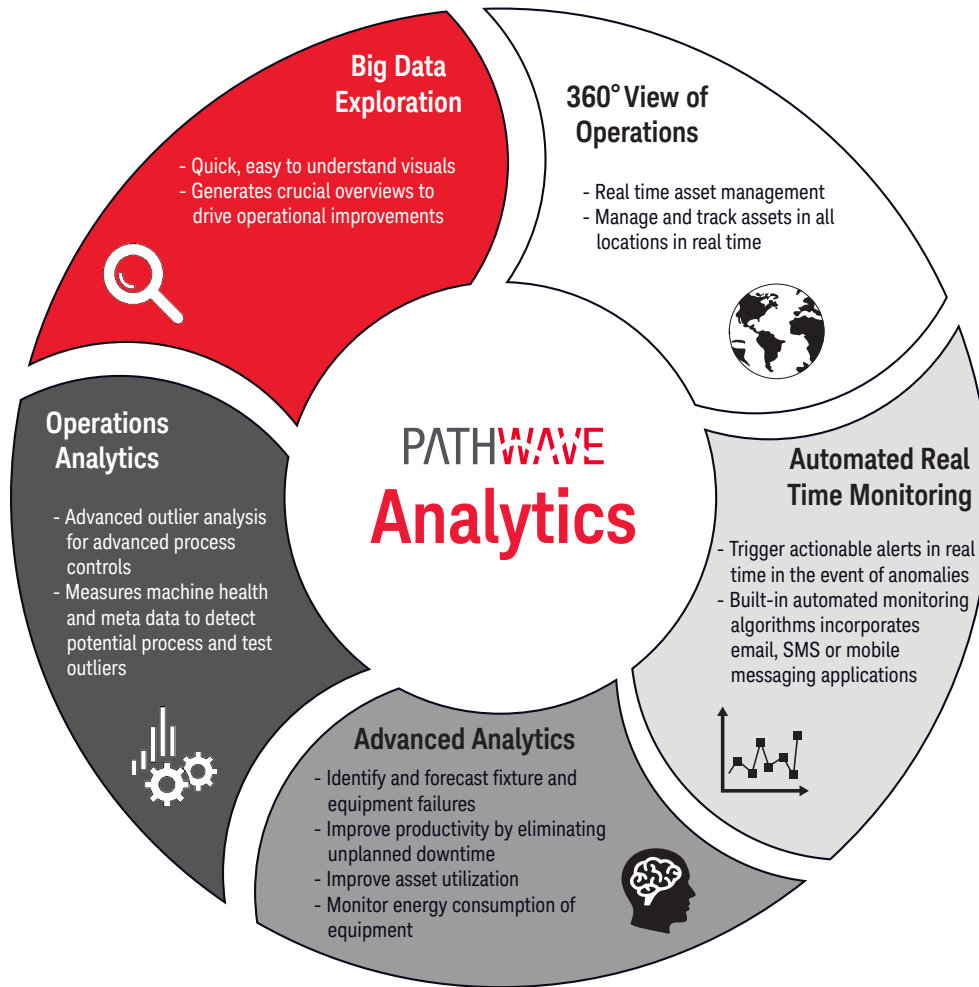 Big Data
Exploration
- Quick, easy to understand visuals
- Generates crucial overviews to
drive operational improvements
360° View of
Operations
- Real time asset management
- Manage and track assets in all
locations in real time
Automated Real
Time Monitoring
- Trigger actionable alerts in real
time in the event of anomalies
- Built-in automated monitoring
algorithms incorporates
email, SMS or mobile
messaging applications
Advanced Analytics
- Identify and forecast fixture and
equipment failures
- Improve productivity by eliminating
unplanned downtime
- Improve asset utilization
- Monitor energy consumption of
equipment
Operations
Analytics
- Advanced outlier analysis
for advanced process
controls
- Measures machine health
and meta data to detect
potential process and test
outliers
PATHWAVE
Analytics